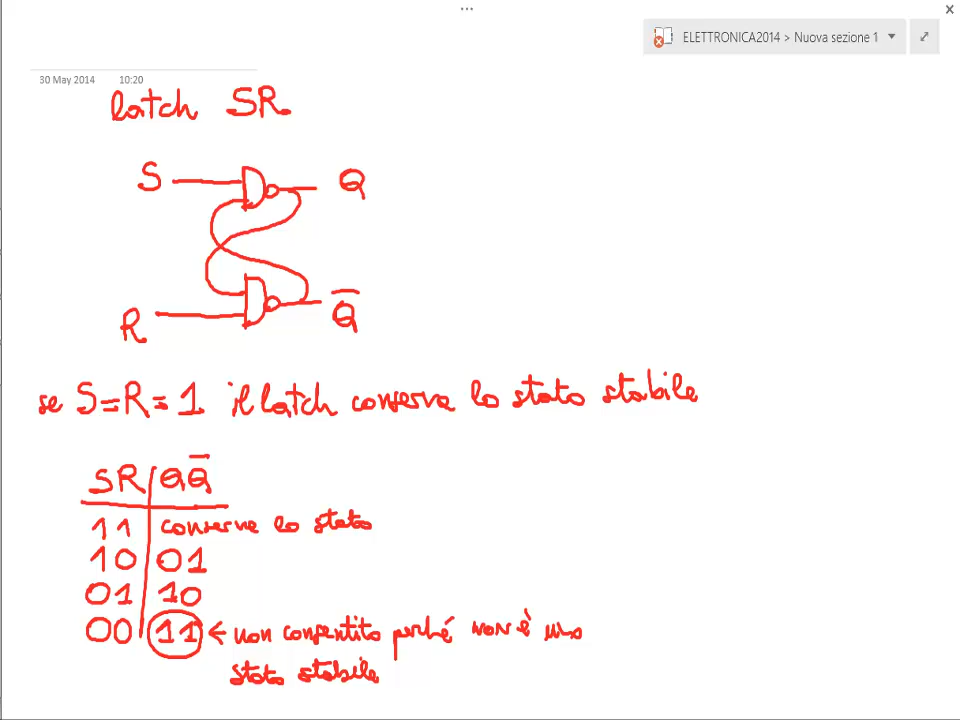 ELETTRONICA2014 > Nuova sezione 1
30 May 2014 10:20
latch SR
S Q
R Q̅
se S=R=1 il latch conserva lo stato stabile
SR QQ̅
11 conserva lo stato
10 01
01 10
00 11 ← non consentito perché non è uno
stato stabile